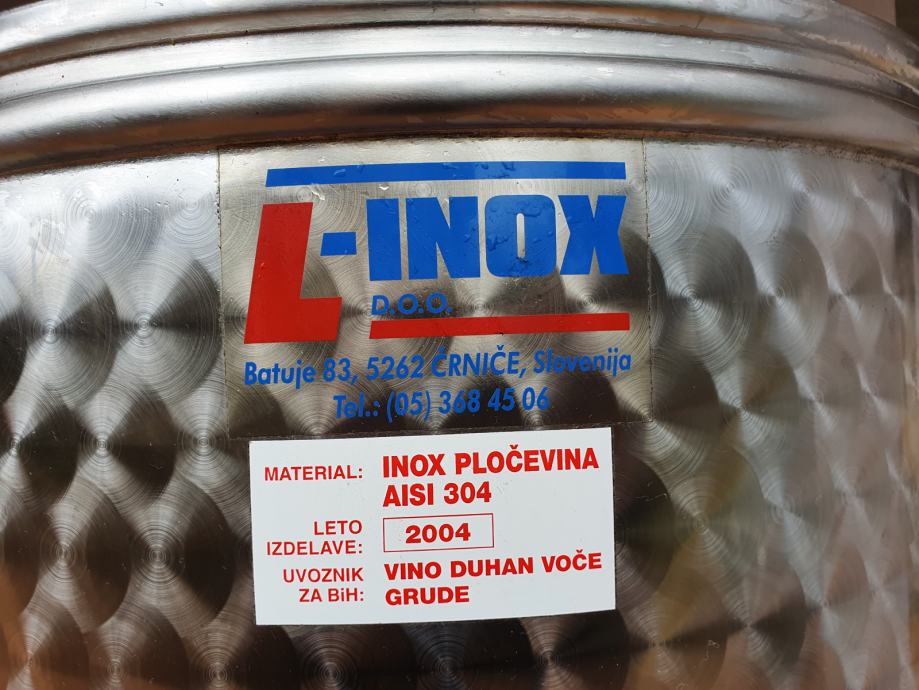 L-INOX
D.O.O.
Batuje 83, 5262 ČRNIČE, Slovenija
Tel.: (05) 368 45 06
MATERIAL: INOX PLOČEVINA
AISI 304
LETO
IZDELAVE: 2004
UVOZNIK VINO DUHAN VOČE
ZA BiH: GRUDE